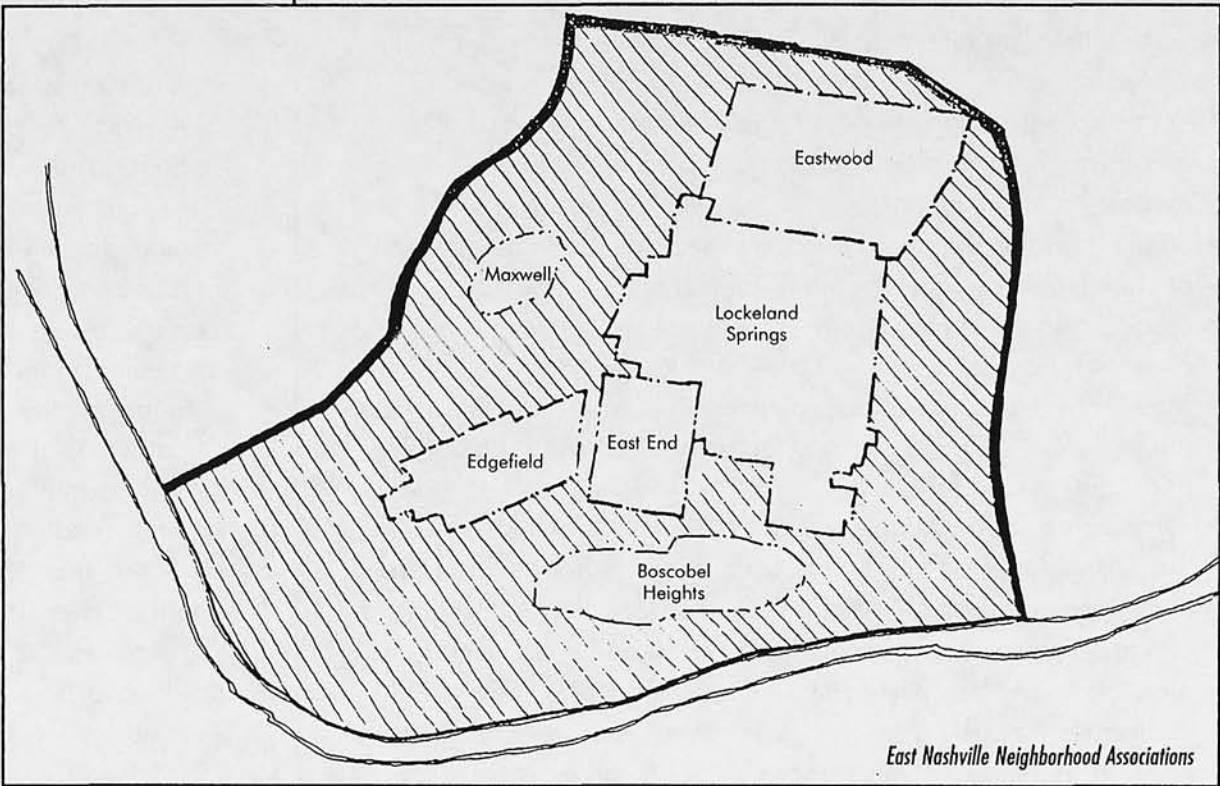 Eastwood
Maxwell
Lockeland
Springs
East End
Edgefield
Boscobel
Heights
East Nashville Neighborhood Associations